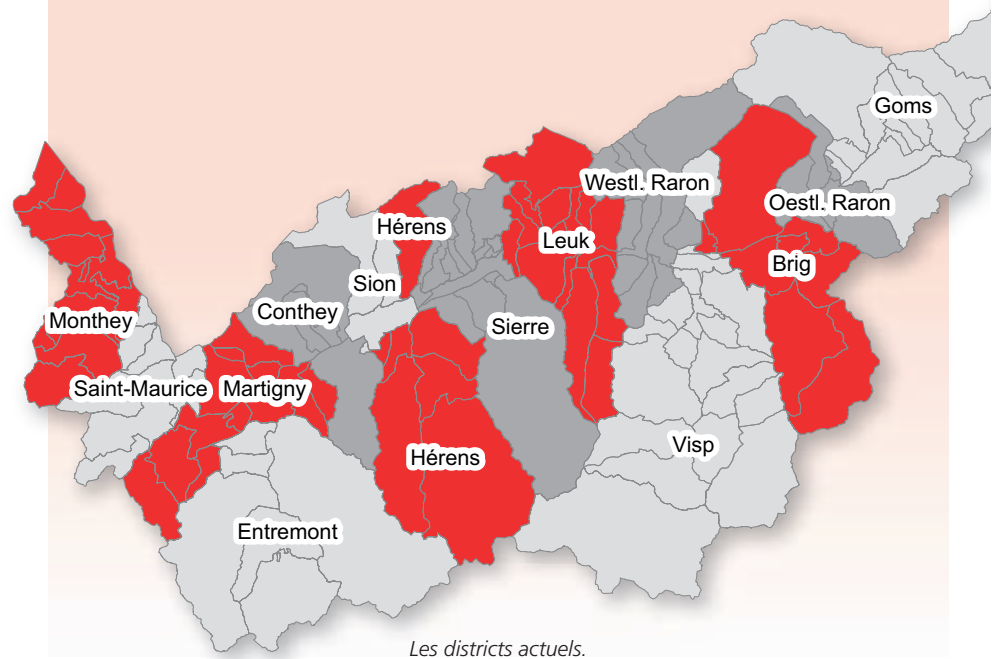 Goms
Westl. Raron
Oestl. Raron
Hérens
Leuk
Brig
Sion
Conthey
Sierre
Monthey
Saint-Maurice
Martigny
Visp
Hérens
Entremont
Les districts actuels.